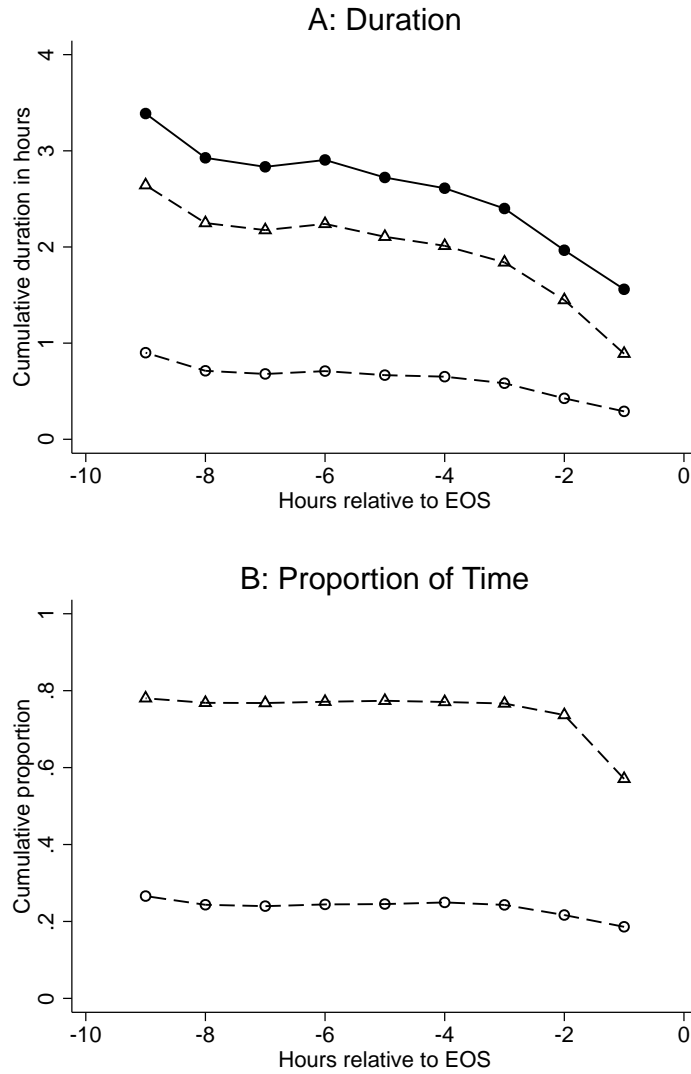 A: Duration
Cumulative duration in hours
4
3
2
1
0
-10 -8 -6 -4 -2 0
Hours relative to EOS
B: Proportion of Time
Cumulative proportion
1
.8
.6
.4
.2
0
-10 -8 -6 -4 -2 0
Hours relative to EOS